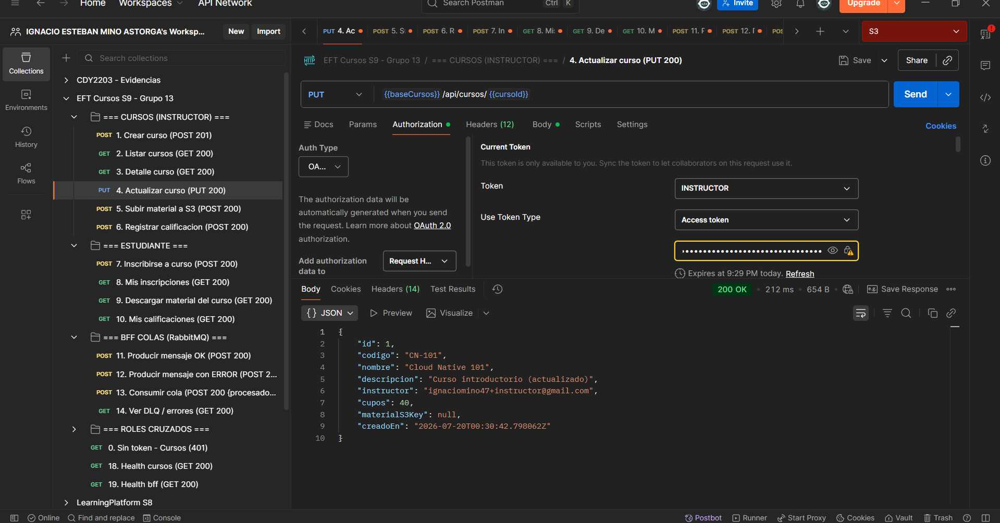 Home Workspaces API Network Search Postman Ctrl K Invite Upgrade
IGNACIO ESTEBAN MINO ASTORGA's Worksp... New Import
PUT 4. Ac POST 5. S POST 6. R POST 7. In GET 8. Mi GET 9. De GET 10. M POST 11. F POST 12. POS S3
Collections
Environments
History
Flows
Search collections
CDY2203 - Evidencias
EFT Cursos S9 - Grupo 13
=== CURSOS (INSTRUCTOR) ===
POST 1. Crear curso (POST 201)
GET 2. Listar cursos (GET 200)
GET 3. Detalle curso (GET 200)
PUT 4. Actualizar curso (PUT 200)
POST 5. Subir material a S3 (POST 200)
POST 6. Registrar calificacion (POST 200)
=== ESTUDIANTE ===
POST 7. Inscribirse a curso (POST 200)
GET 8. Mis inscripciones (GET 200)
GET 9. Descargar material del curso (GET 200)
GET 10. Mis calificaciones (GET 200)
=== BFF COLAS (RabbitMQ) ===
POST 11. Producir mensaje OK (POST 200)
POST 12. Producir mensaje con ERROR (POST 2...
POST 13. Consumir cola (POST 200 {procesado...
GET 14. Ver DLQ / errores (GET 200)
=== ROLES CRUZADOS ===
GET 0. Sin token - Cursos (401)
GET 18. Health cursos (GET 200)
GET 19. Health bff (GET 200)
LearningPlatform S8
HTTP EFT Cursos S9 - Grupo 13 / === CURSOS (INSTRUCTOR) === / 4. Actualizar curso (PUT 200) Save Share
PUT {{baseCursos}} /api/cursos/ {{cursoId}} Send
Docs Params Authorization Headers (12) Body Scripts Settings Cookies
Auth Type
OA...
The authorization data will be
automatically generated when you send
the request. Learn more about OAuth 2.0
authorization.
Add authorization
data to
Request H...
Current Token
This token is only available to you. Sync the token to let collaborators on this request use it.
Token INSTRUCTOR
Use Token Type Access token
Expires at 9:29 PM today. Refresh
Body Cookies Headers (14) Test Results 200 OK 212 ms 654 B e.g. Save Response
{} JSON Preview Visualize
1 {
2 "id": 1,
3 "codigo": "CN-101",
4 "nombre": "Cloud Native 101",
5 "descripcion": "Curso introductorio (actualizado)",
6 "instructor": "ignaciomino47+instructor@gmail.com",
7 "cupos": 40,
8 "materialS3Key": null,
9 "creadoEn": "2026-07-20T00:30:42.798062Z"
10 }
Online Find and replace Console Postbot Runner Start Proxy Cookies Vault Trash